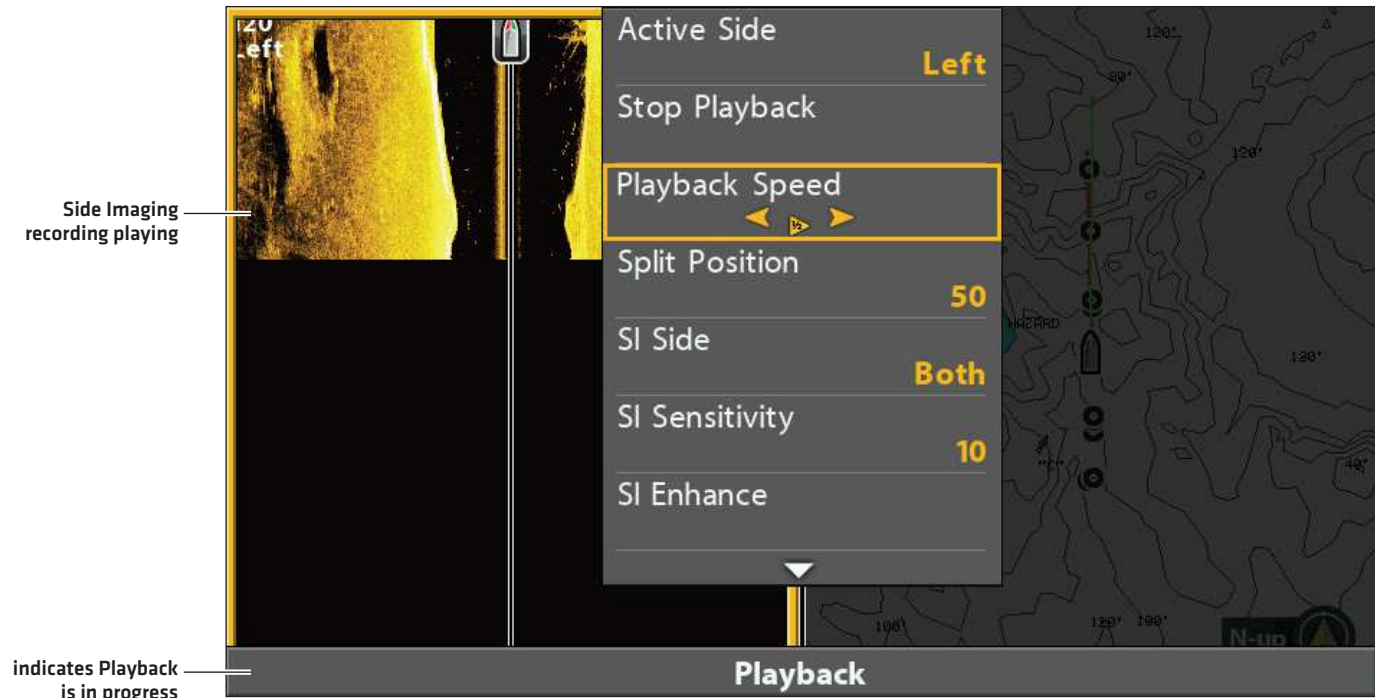 Left
Side Imaging
recording playing
indicates Playback
is in progress
Active Side
Left
Stop Playback
Playback Speed
½
Split Position
50
SI Side
Both
SI Sensitivity
10
SI Enhance
120'
80'
120'
HAZARD
120'
"C"
40'
100'
120'
100'
N-up
Playback